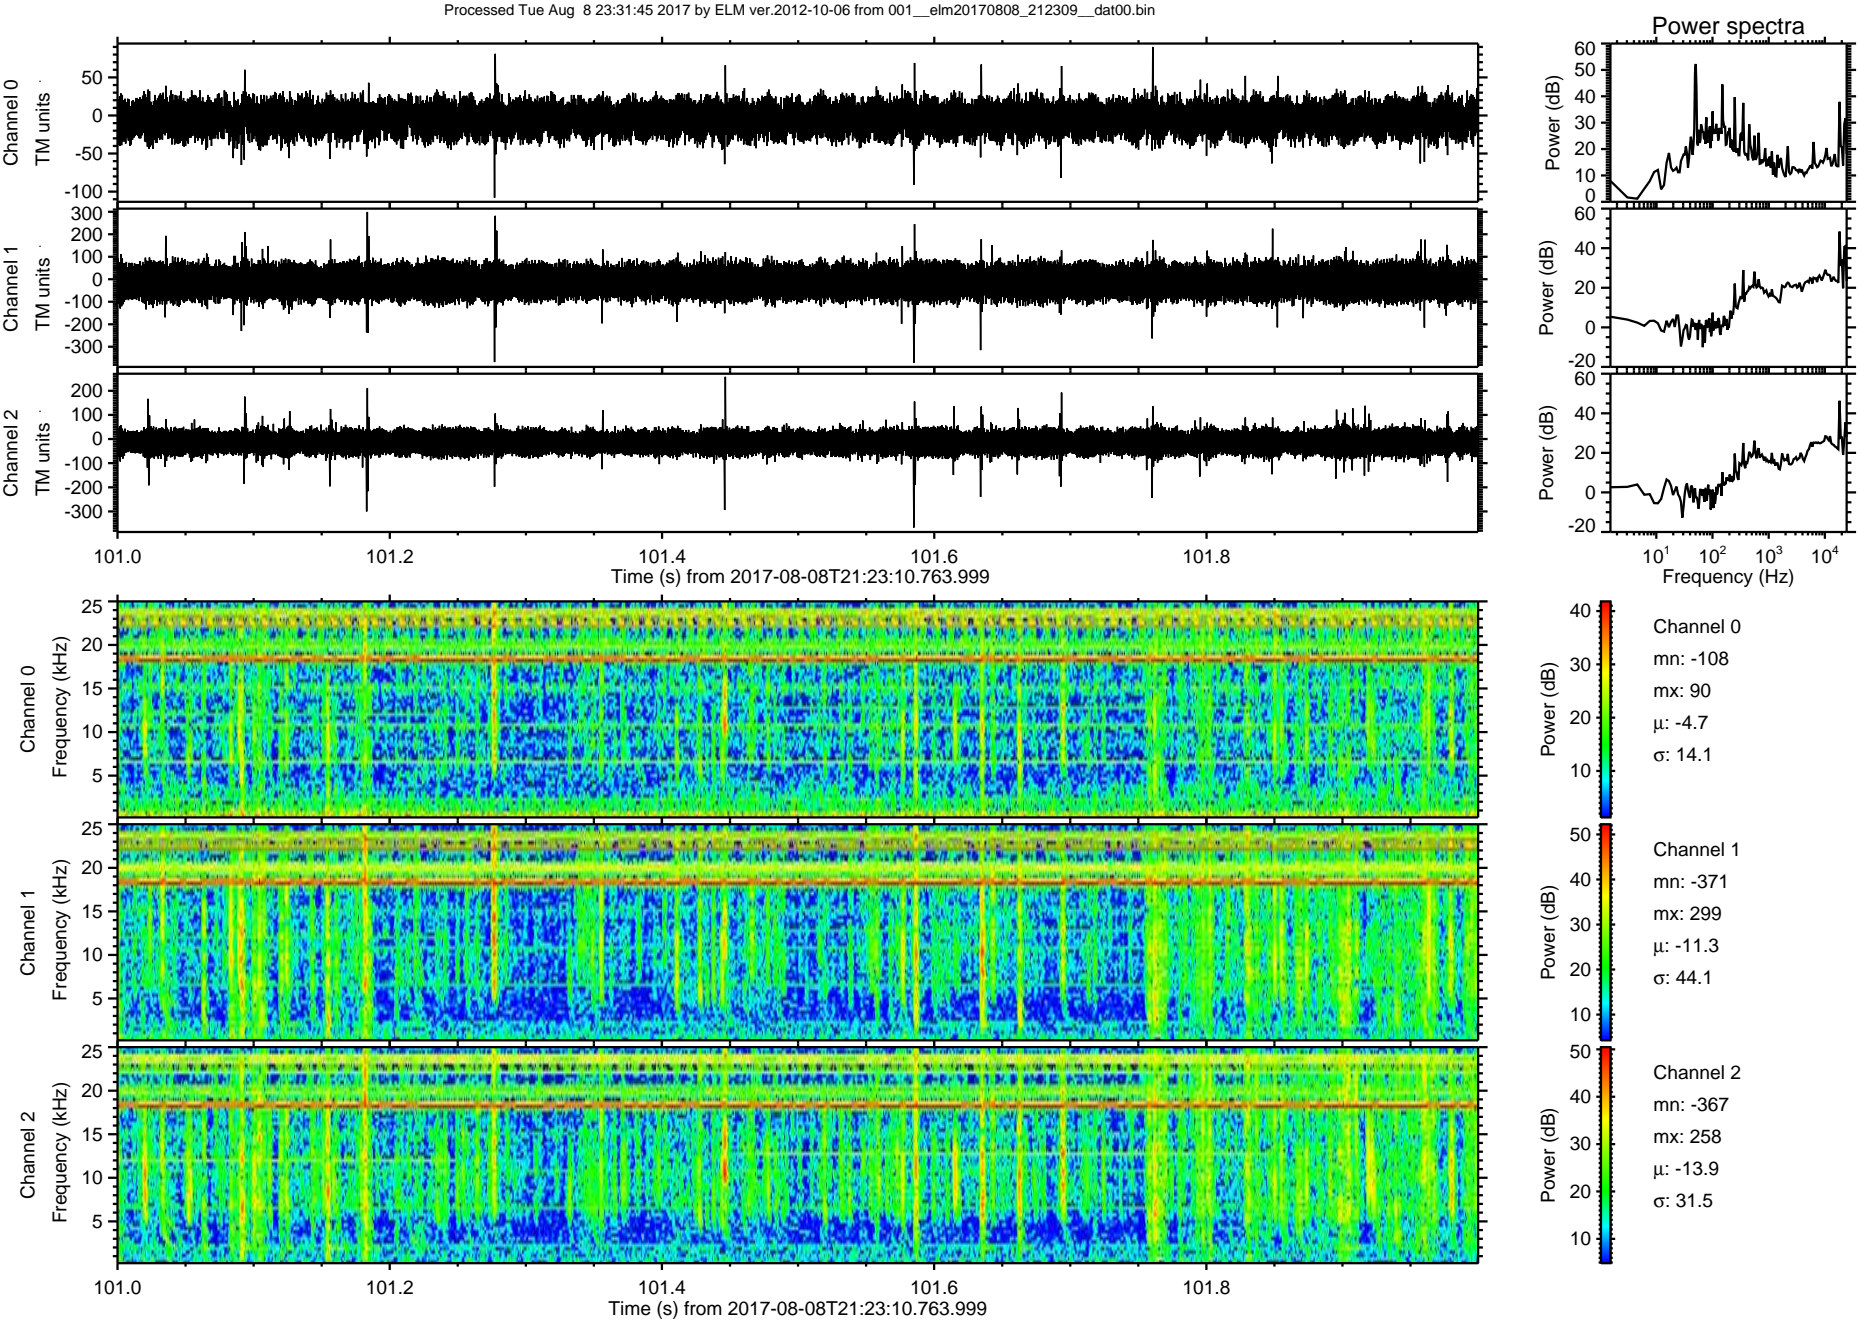 Processed Tue Aug  8 23:31:45 2017 by ELM ver.2012-10-06 from 001__elm20170808_212309__dat00.bin
Power spectra
Channel 0
TM units
50
0
-50
-100
Power (dB)
60
50
40
30
20
10
0
Channel 1
TM units
300
200
100
0
-100
-200
-300
Power (dB)
60
40
20
0
-20
Channel 2
TM units
200
100
0
-100
-200
-300
Power (dB)
60
40
20
0
-20
101.0 101.2 101.4 101.6 101.8
Time (s) from 2017-08-08T21:23:10.763.999
10¹ 10² 10³ 10⁴
Frequency (Hz)
Channel 0
Frequency (kHz)
25
20
15
10
5
Power (dB)
40
30
20
10
Channel 0
mn: -108
mx: 90
μ: -4.7
σ: 14.1
Channel 1
Frequency (kHz)
25
20
15
10
5
Power (dB)
50
40
30
20
10
Channel 1
mn: -371
mx: 299
μ: -11.3
σ: 44.1
Channel 2
Frequency (kHz)
25
20
15
10
5
Power (dB)
50
40
30
20
10
Channel 2
mn: -367
mx: 258
μ: -13.9
σ: 31.5
101.0 101.2 101.4 101.6 101.8
Time (s) from 2017-08-08T21:23:10.763.999